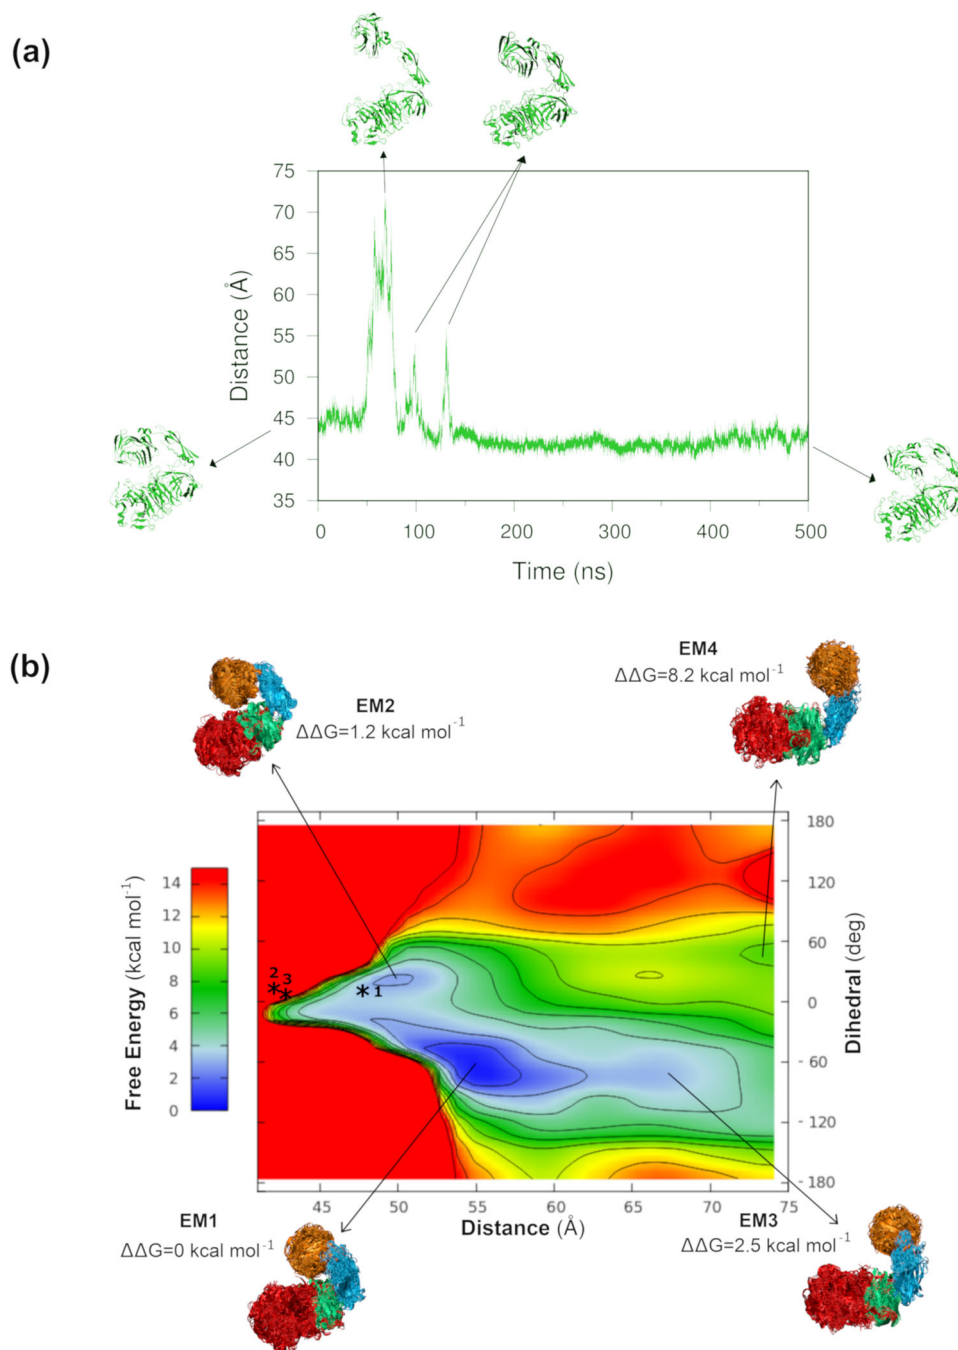 (a)
75
70
65
60
55
50
45
40
35
Distance (Å)
0
100
200
300
400
500
Time (ns)
(b)
EM2
ΔΔG=1.2 kcal mol⁻¹
EM4
ΔΔG=8.2 kcal mol⁻¹
Free Energy (kcal mol⁻¹)
14
12
10
8
6
4
2
0
2
3
* * * 1
180
120
60
0
-60
-120
-180
Dihedral (deg)
45
50
55
60
65
70
75
Distance (Å)
EM1
ΔΔG=0 kcal mol⁻¹
EM3
ΔΔG=2.5 kcal mol⁻¹